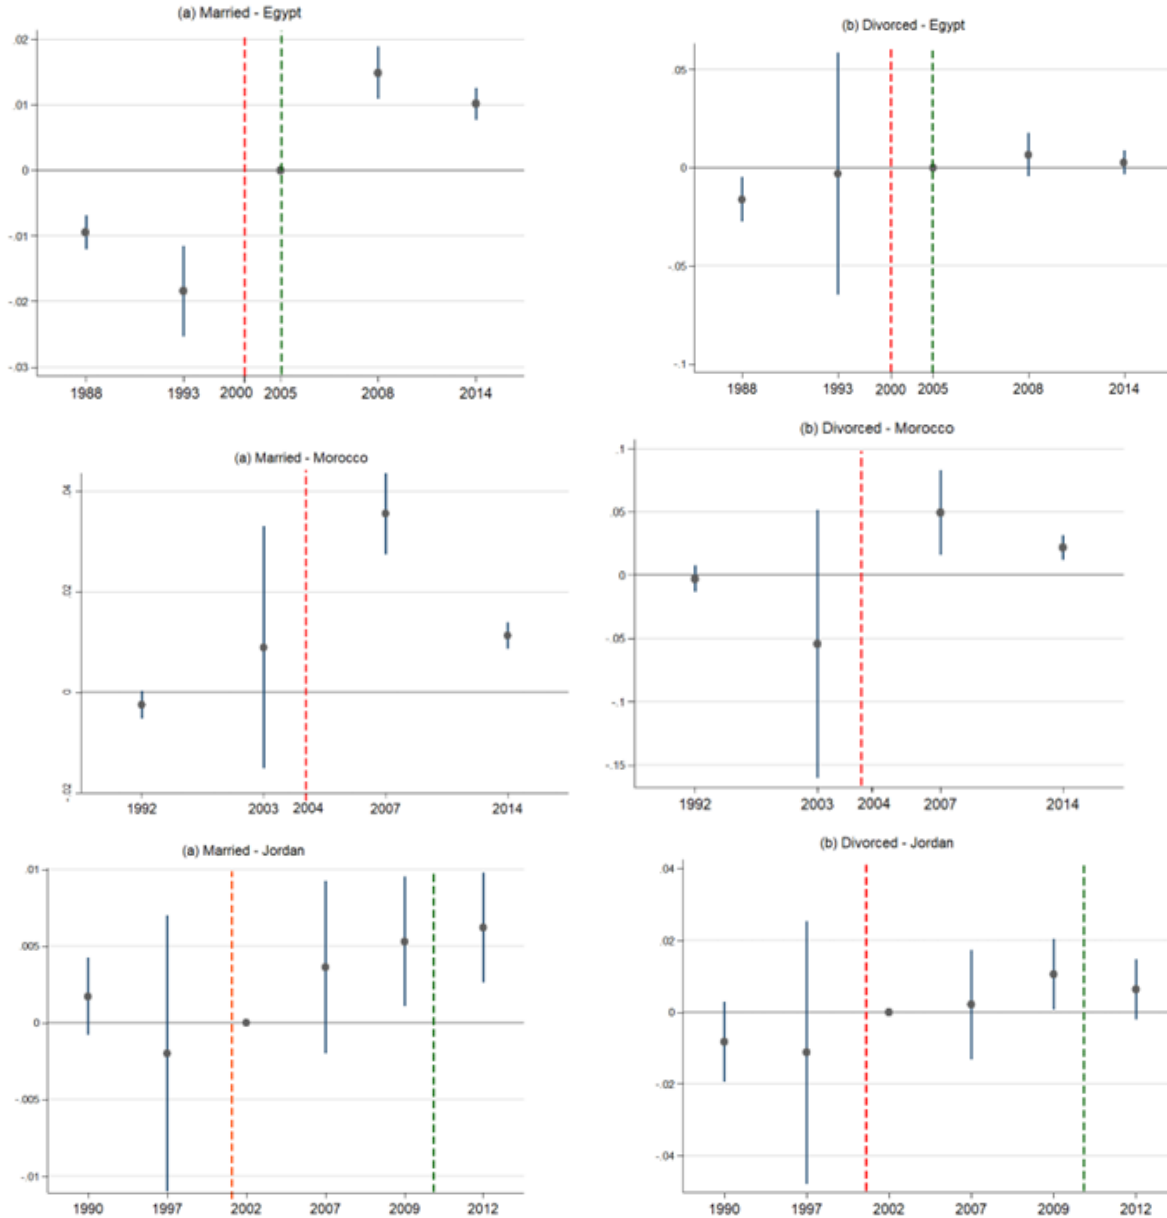 (a) Married - Egypt
.02
.01
0
-.01
-.02
-.03
1988 1993 2000 2005 2008 2014
(b) Divorced - Egypt
.05
0
-.05
-.1
1988 1993 2000 2005 2008 2014
(a) Married - Morocco
.04
.02
0
-.02
1992 2003 2004 2007 2014
(b) Divorced - Morocco
.1
.05
0
-.05
-.1
-.15
1992 2003 2004 2007 2014
(a) Married - Jordan
.01
.005
0
-.005
-.01
1990 1997 2002 2007 2009 2012
(b) Divorced - Jordan
.04
.02
0
-.02
-.04
1990 1997 2002 2007 2009 2012